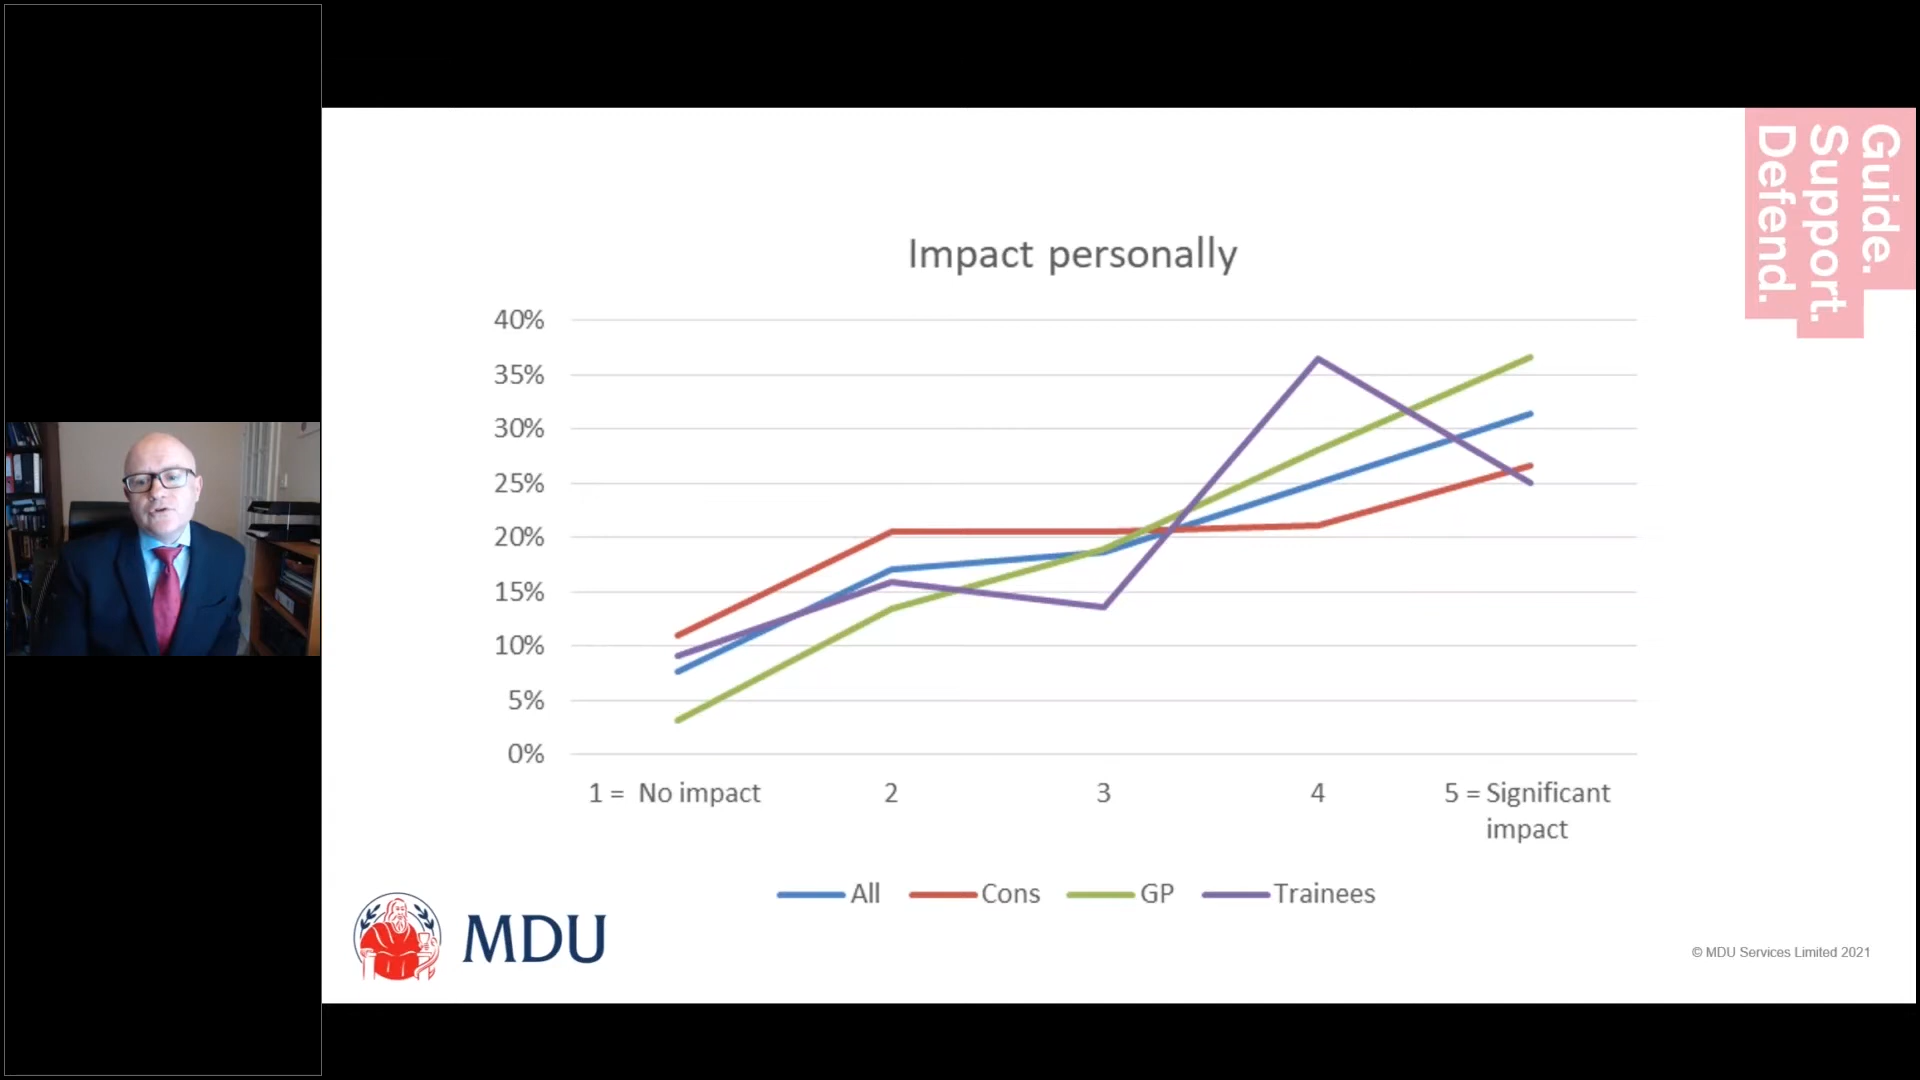 Guide.
Support.
Defend.
Impact personally
40%
35%
30%
25%
20%
15%
10%
5%
0%
1 = No impact
2
3
4
5 = Significant
impact
All
Cons
GP
Trainees
MDU
© MDU Services Limited 2021